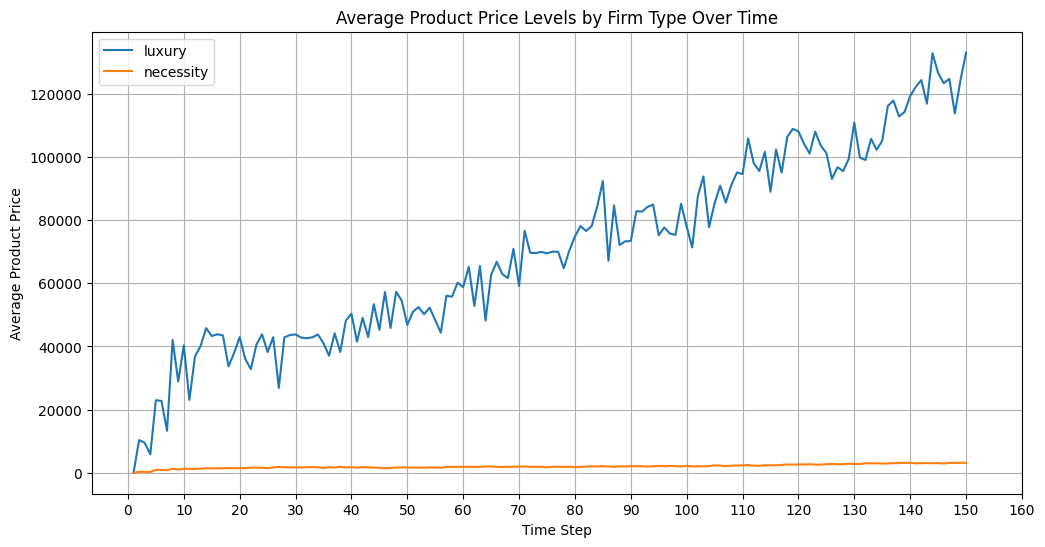 Average Product Price Levels by Firm Type Over Time
luxury
necessity
120000
100000
80000
60000
40000
20000
0
Average Product Price
0 10 20 30 40 50 60 70 80 90 100 110 120 130 140 150 160
Time Step